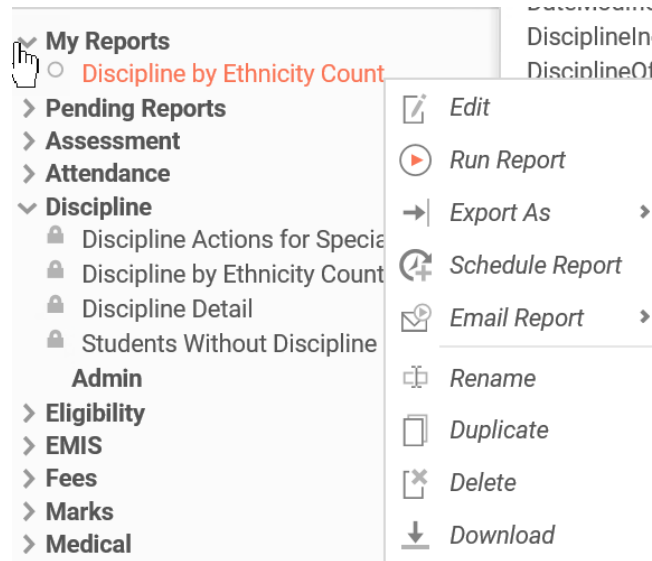 My Reports
Discipline by Ethnicity Count
Pending Reports
Assessment
Attendance
Discipline
Discipline Actions for Specia
Discipline by Ethnicity Count
Discipline Detail
Students Without Discipline
Admin
Eligibility
EMIS
Fees
Marks
Medical
DisciplineIn
DisciplineOf
Edit
Run Report
Export As
Schedule Report
Email Report
Rename
Duplicate
Delete
Download